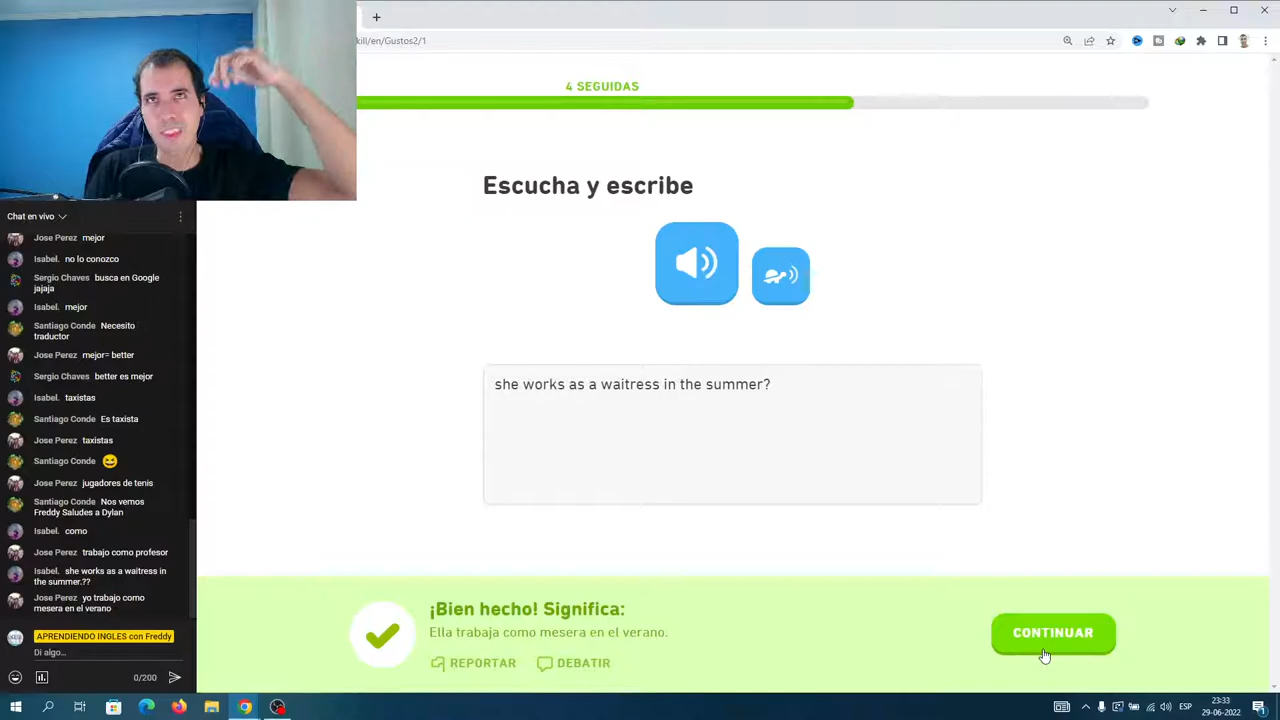 kill/en/Gustos2/1
4 SEGUIDAS
Escucha y escribe
she works as a waitress in the summer?
¡Bien hecho! Significa:
Ella trabaja como mesera en el verano.
REPORTAR
DEBATIR
CONTINUAR
Chat en vivo
Jose Perez mejor
Isabel. no lo conozco
Sergio Chaves busca en Google
jajaja
Isabel. mejor
Santiago Conde Necesito
traductor
Jose Perez mejor= better
Sergio Chaves better es mejor
Isabel. taxistas
Santiago Conde Es taxista
Jose Perez taxistas
Santiago Conde
Jose Perez jugadores de tenis
Santiago Conde Nos vemos
Freddy Saludes a Dylan
Isabel. como
Jose Perez trabajo como profesor
Isabel. she works as a waitress in
the summer.??
Jose Perez yo trabajo como
mesera en el verano
APRENDIENDO INGLES con Freddy
Di algo...
0/200
ESP
23:33
29-06-2022
1